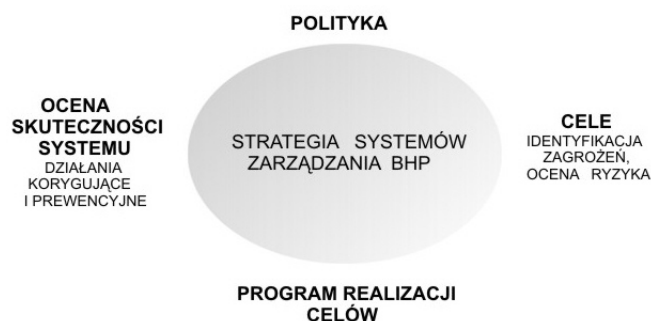 POLITYKA
OCENA
SKUTECZNOŚCI
SYSTEMU
DZIAŁANIA
KORYGUJĄCE
I PREWENCYJNE
STRATEGIA SYSTEMÓW
ZARZĄDZANIA BHP
CELE
IDENTYFIKACJA
ZAGROŻEŃ,
OCENA RYZYKA
PROGRAM REALIZACJI
CELÓW